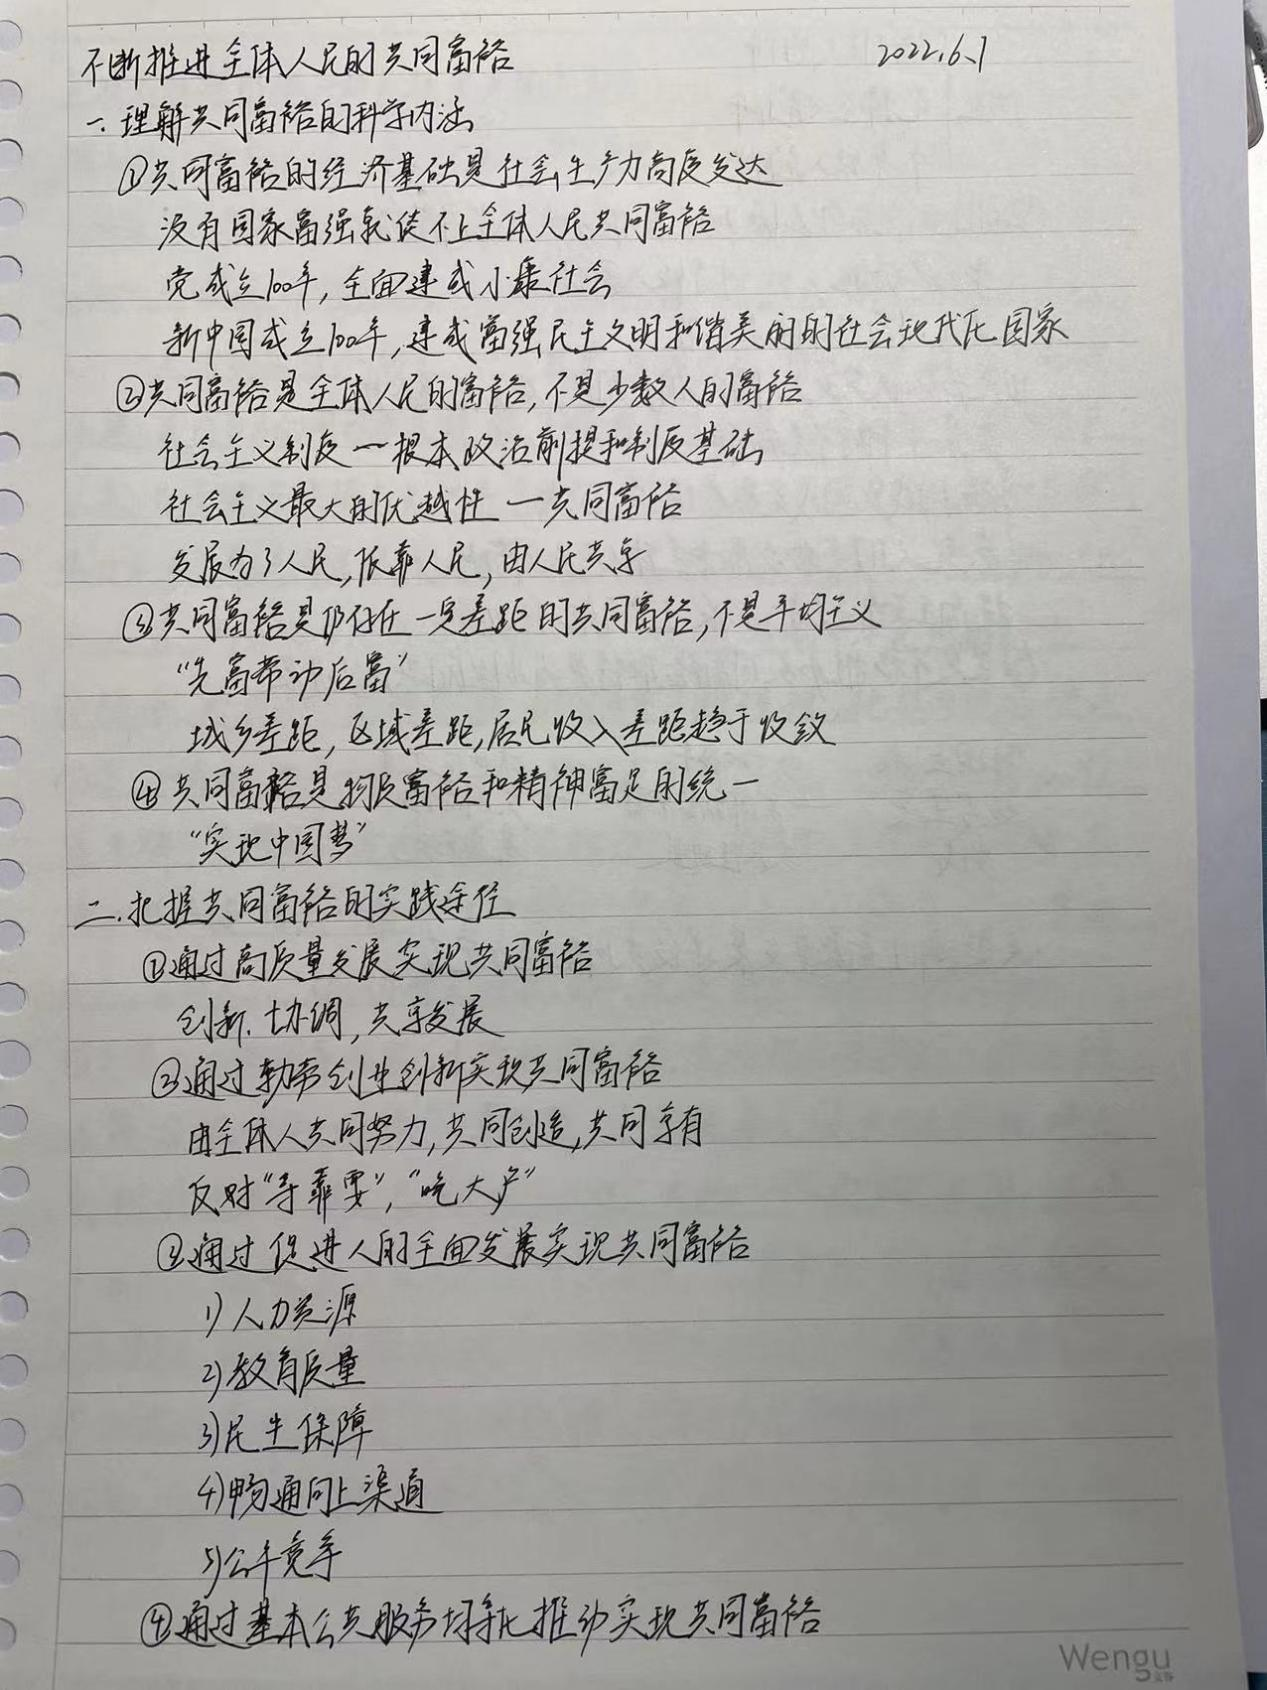 不断推进全体人民的共同富裕 2022.6.7
一.理解共同富裕的科学内涵
①共同富裕的经济基础是社会生产力高度发达
没有国家富强就谈不上全体人民共同富裕
党成立100年,全面建成小康社会
新中国成立100年,建成富强民主文明和谐美丽的社会现代化国家
②共同富裕是全体人民的富裕,不是少数人的富裕
社会主义制度一根本政治前提和制度基础
社会主义最大的优越性一共同富裕
发展为了人民,依靠人民,由人民共享
③共同富裕是仍存在一定差距的共同富裕,不是平均主义
“先富带动后富”
城乡差距,区域差距,居民收入差距趋于收敛
④共同富裕是物质富裕和精神富足的统一
“实现中国梦”
二.把握共同富裕的实践途径
①通过高质量发展实现共同富裕
创新.协调,共享发展
②通过勤劳创业创新实现共同富裕
由全体人共同努力,共同创造,共同享有
反对“等靠要”,“吃大户”
③通过促进人的全面发展实现共同富裕
1)人力资源
2)教育质量
3)民生保障
4)畅通向上渠道
5)公平竞争
④通过基本公共服务均等化推动实现共同富裕
Wengu